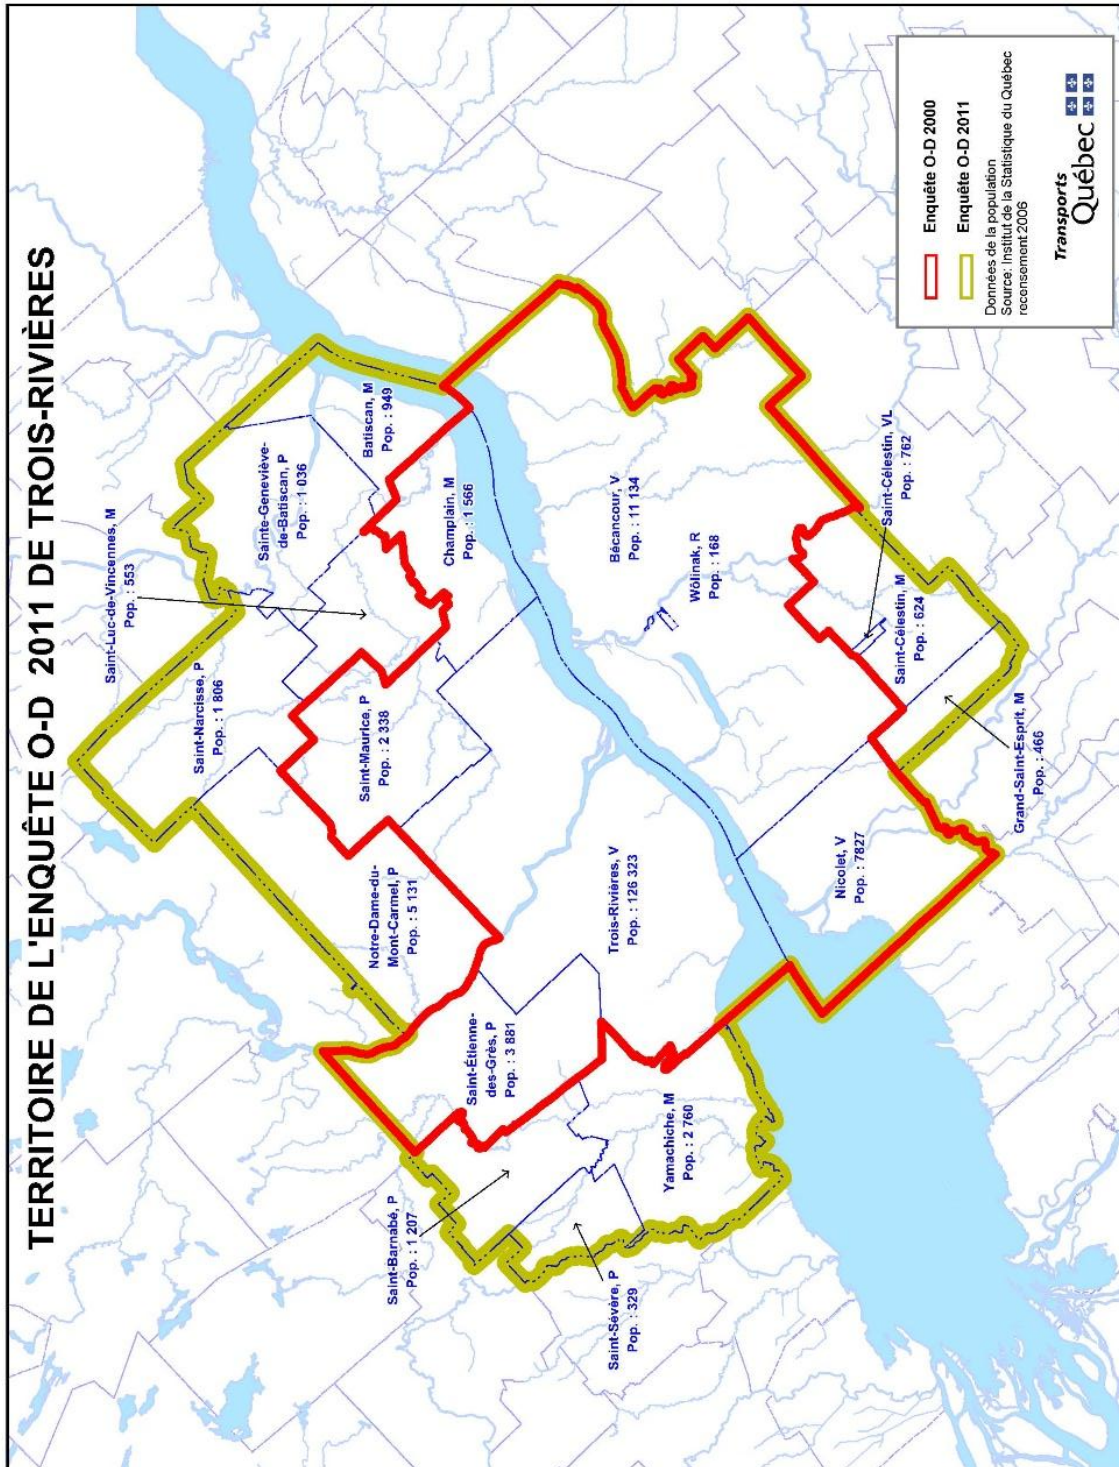 TERRITOIRE DE L'ENQUÊTE O-D 2011 DE TROIS-RIVIÈRES
Saint-Luc-de-Vincennes, M
Pop. : 553
Saint-Narcisse, P
Pop. : 1 806
Sainte-Geneviève-
de-Batiscan, P
Pop. : 1 036
Batiscan, M
Pop. : 949
Saint-Maurice, P
Pop. : 2 338
Champlain, M
Pop. : 1 566
Notre-Dame-du-
Mont-Carmel, P
Pop. : 5 131
Saint-Étienne-
des-Grès, P
Pop. : 3 881
Saint-Barnabé, P
Pop. : 1 207
Trois-Rivières, V
Pop. : 126 323
Bécancour, V
Pop. : 11 134
Wôlinak, R
Pop. : 168
Saint-Sévère, P
Pop. : 329
Yamachiche, M
Pop. : 2 760
Nicolet, V
Pop. : 7827
Saint-Célestin, VL
Pop. : 762
Saint-Célestin, M
Pop. : 624
Grand-Saint-Esprit, M
Pop. : 466
Enquête O-D 2000
Enquête O-D 2011
Données de la population
Source: Institut de la Statistique du Québec
recensement 2006
Transports
Québec